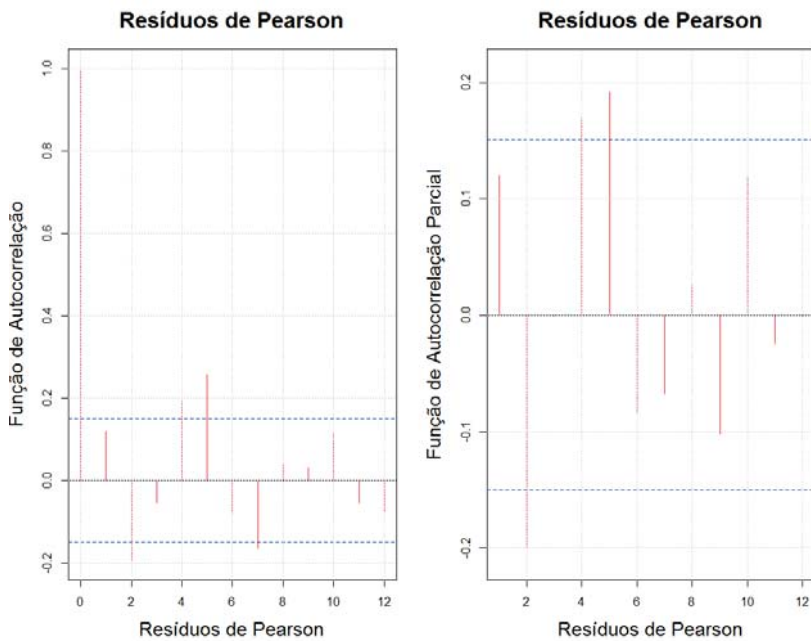 Resíduos de Pearson
Função de Autocorrelação
1.0
0.8
0.6
0.4
0.2
0.0
-0.2
0 2 4 6 8 10 12
Resíduos de Pearson
Resíduos de Pearson
Função de Autocorrelação Parcial
0.2
0.1
0.0
-0.1
-0.2
2 4 6 8 10 12
Resíduos de Pearson